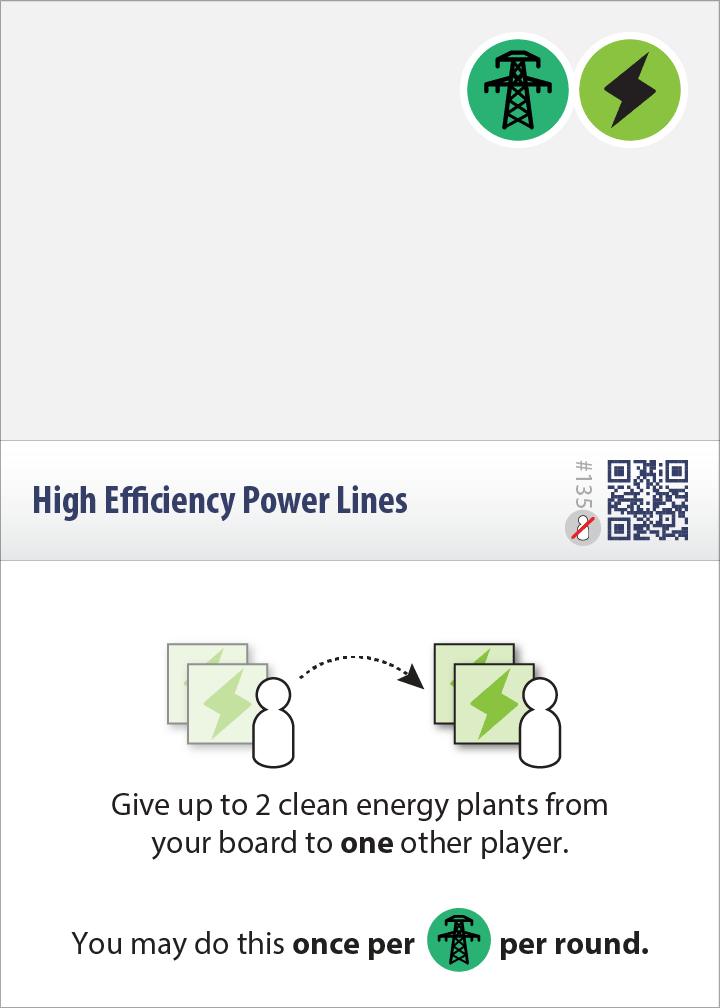 High Efficiency Power Lines
#135
Give up to 2 clean energy plants from
your board to one other player.
You may do this once per per round.